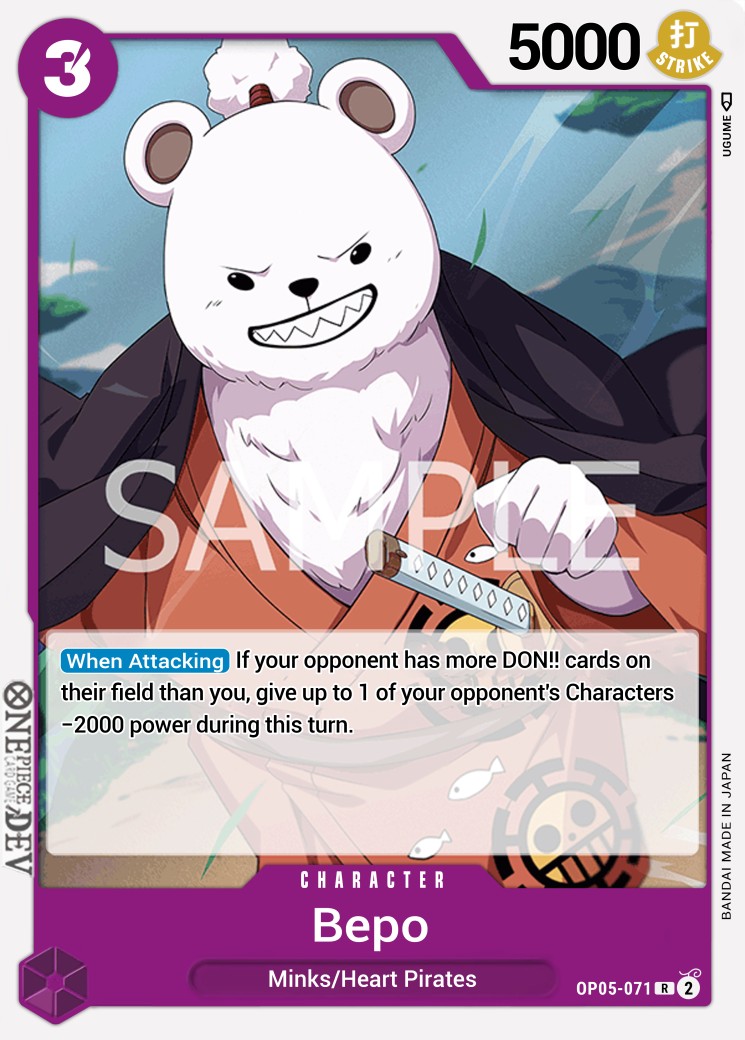 3
5000
打
STRIKE
UGUME
SAMPLE
When Attacking If your opponent has more DON!! cards on
their field than you, give up to 1 of your opponent's Characters
−2000 power during this turn.
ONE PIECE
CARD GAME
DEV
BANDAI MADE IN JAPAN
CHARACTER
Bepo
Minks/Heart Pirates
OP05-071 R 2